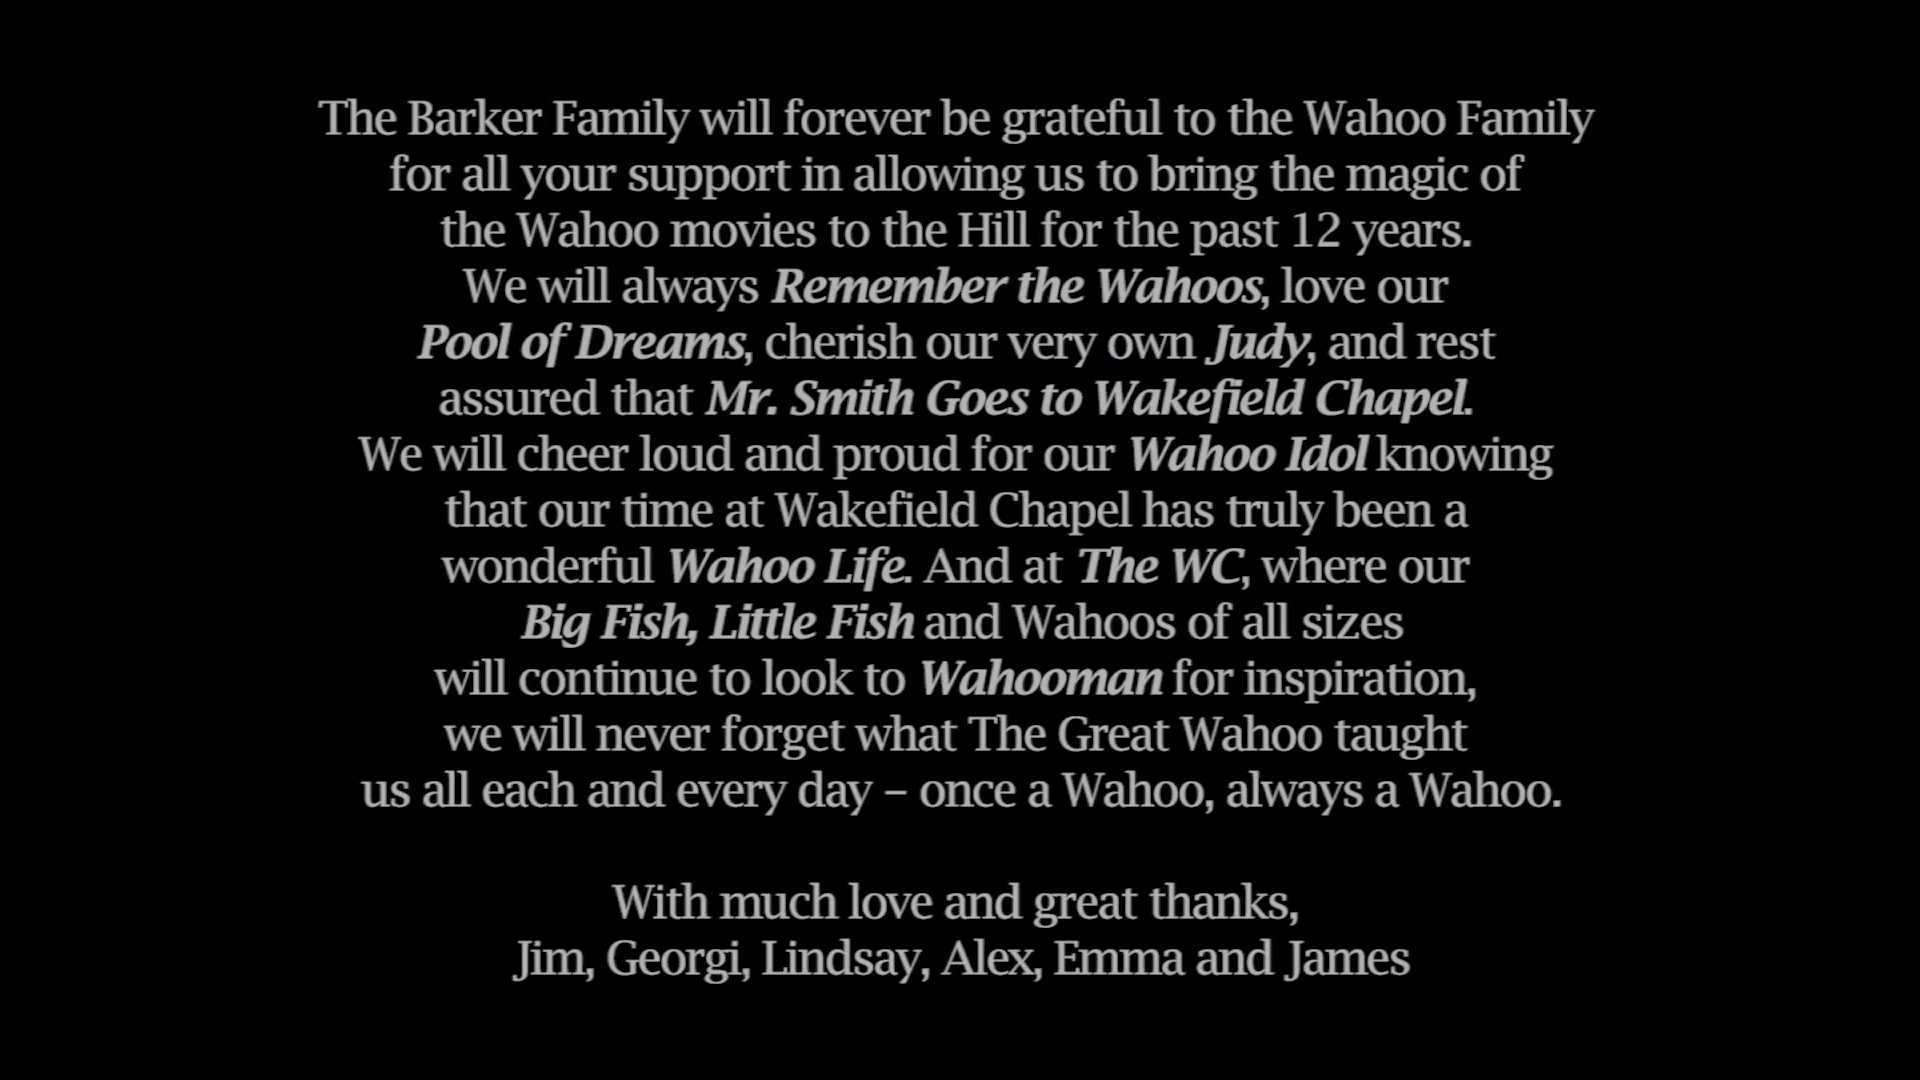 The Barker Family will forever be grateful to the Wahoo Family
for all your support in allowing us to bring the magic of
the Wahoo movies to the Hill for the past 12 years.
We will always Remember the Wahoos, love our
Pool of Dreams, cherish our very own Judy, and rest
assured that Mr. Smith Goes to Wakefield Chapel.
We will cheer loud and proud for our Wahoo Idol knowing
that our time at Wakefield Chapel has truly been a
wonderful Wahoo Life. And at The WC, where our
Big Fish, Little Fish and Wahoos of all sizes
will continue to look to Wahooman for inspiration,
we will never forget what The Great Wahoo taught
us all each and every day – once a Wahoo, always a Wahoo.
With much love and great thanks,
Jim, Georgi, Lindsay, Alex, Emma and James